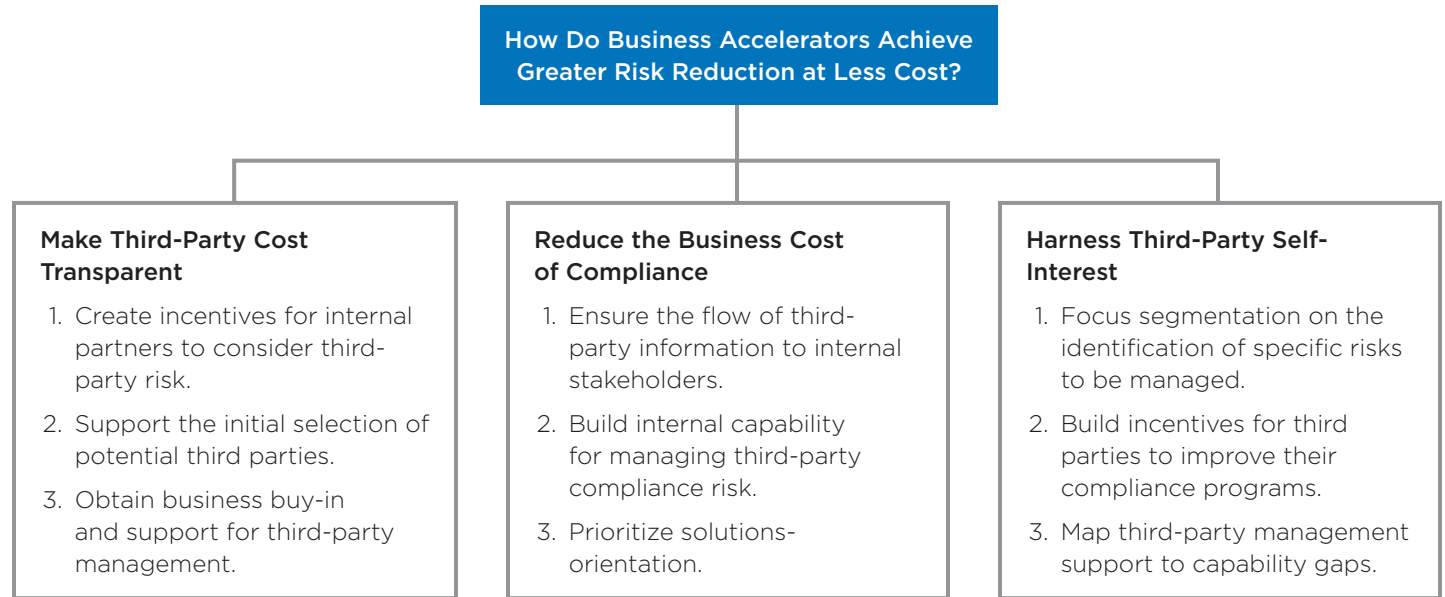 How Do Business Accelerators Achieve
Greater Risk Reduction at Less Cost?
Make Third-Party Cost
Transparent
1. Create incentives for internal
partners to consider third-
party risk.
2. Support the initial selection of
potential third parties.
3. Obtain business buy-in
and support for third-party
management.
Reduce the Business Cost
of Compliance
1. Ensure the flow of third-
party information to internal
stakeholders.
2. Build internal capability
for managing third-party
compliance risk.
3. Prioritize solutions-
orientation.
Harness Third-Party Self-
Interest
1. Focus segmentation on the
identification of specific risks
to be managed.
2. Build incentives for third
parties to improve their
compliance programs.
3. Map third-party management
support to capability gaps.